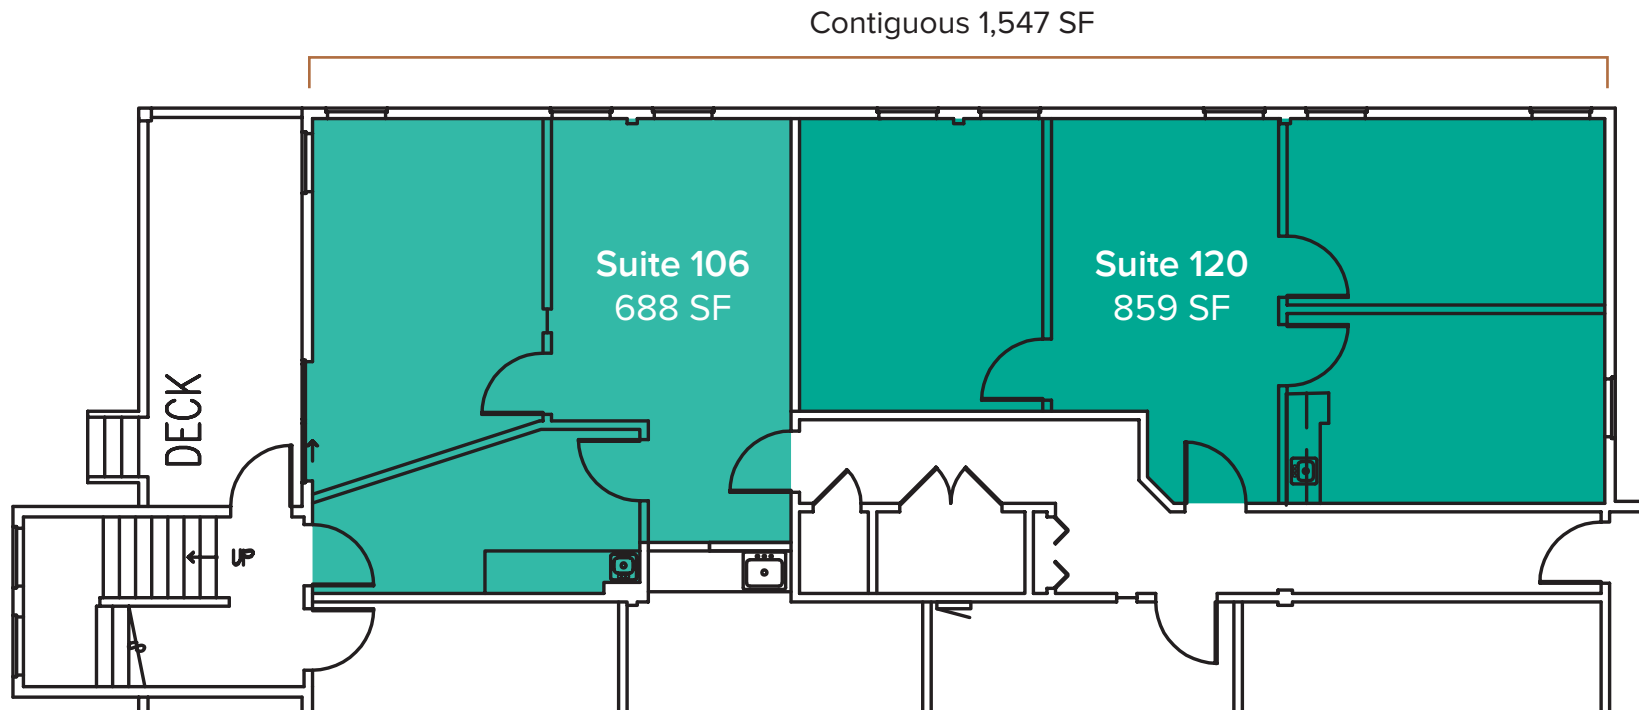 Contiguous 1,547 SF
Suite 106
688 SF
Suite 120
859 SF
DECK
UP